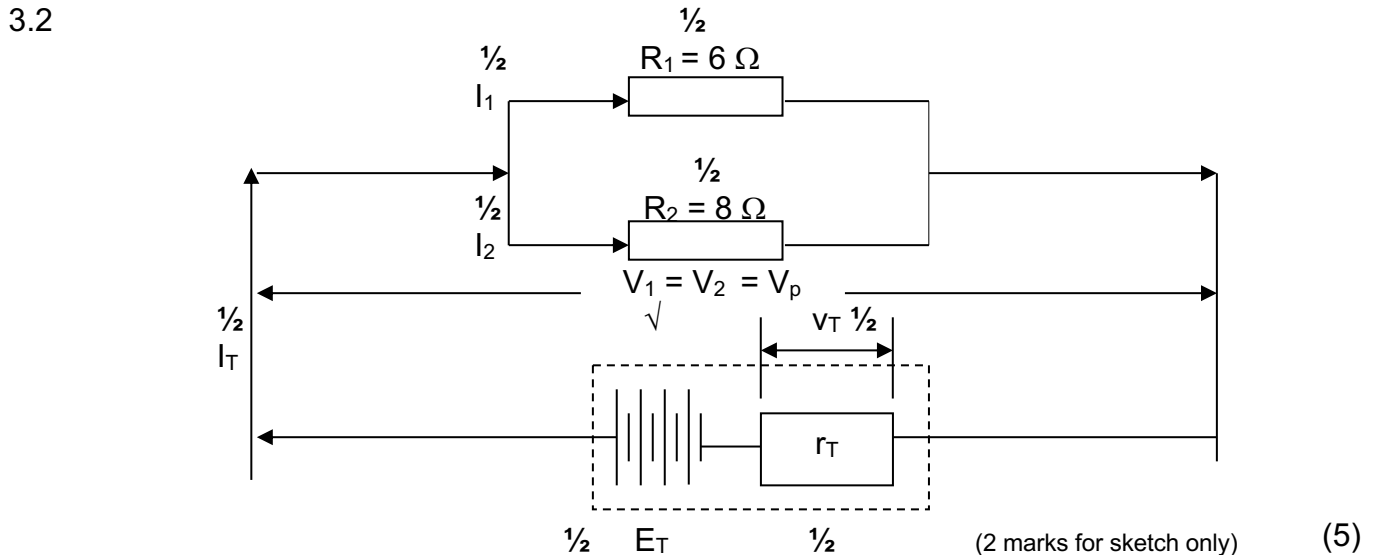 3.2
½
R₁ = 6 Ω
½
I₁
½
R₂ = 8 Ω
½
I₂
V₁ = V₂ = Vₚ
√
½
I_T
v_T ½
r_T
½ E_T ½
(2 marks for sketch only) (5)